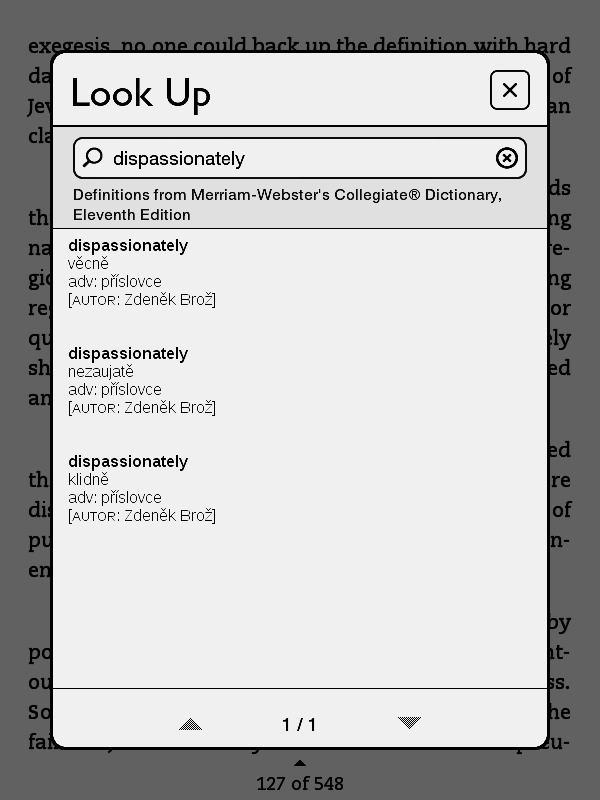 exegesis, no one could back up the definition with hard
Look Up
dispassionately
Definitions from Merriam-Webster's Collegiate® Dictionary,
Eleventh Edition
dispassionately
věcně
adv: příslovce
[AUTOR: Zdeněk Brož]
dispassionately
nezaujatě
adv: příslovce
[AUTOR: Zdeněk Brož]
dispassionately
klidně
adv: příslovce
[AUTOR: Zdeněk Brož]
1 / 1
127 of 548